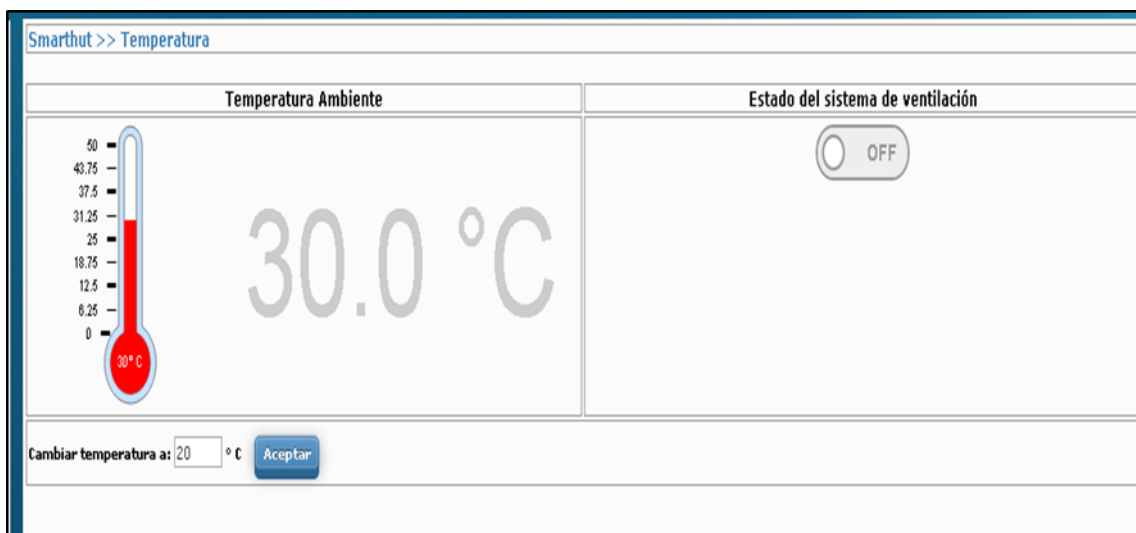 Smarthut >> Temperatura
Temperatura Ambiente
Estado del sistema de ventilación
50
43.75
37.5
31.25
25
18.75
12.5
6.25
0
30° C
30.0 °C
OFF
Cambiar temperatura a: 20 ° C Aceptar